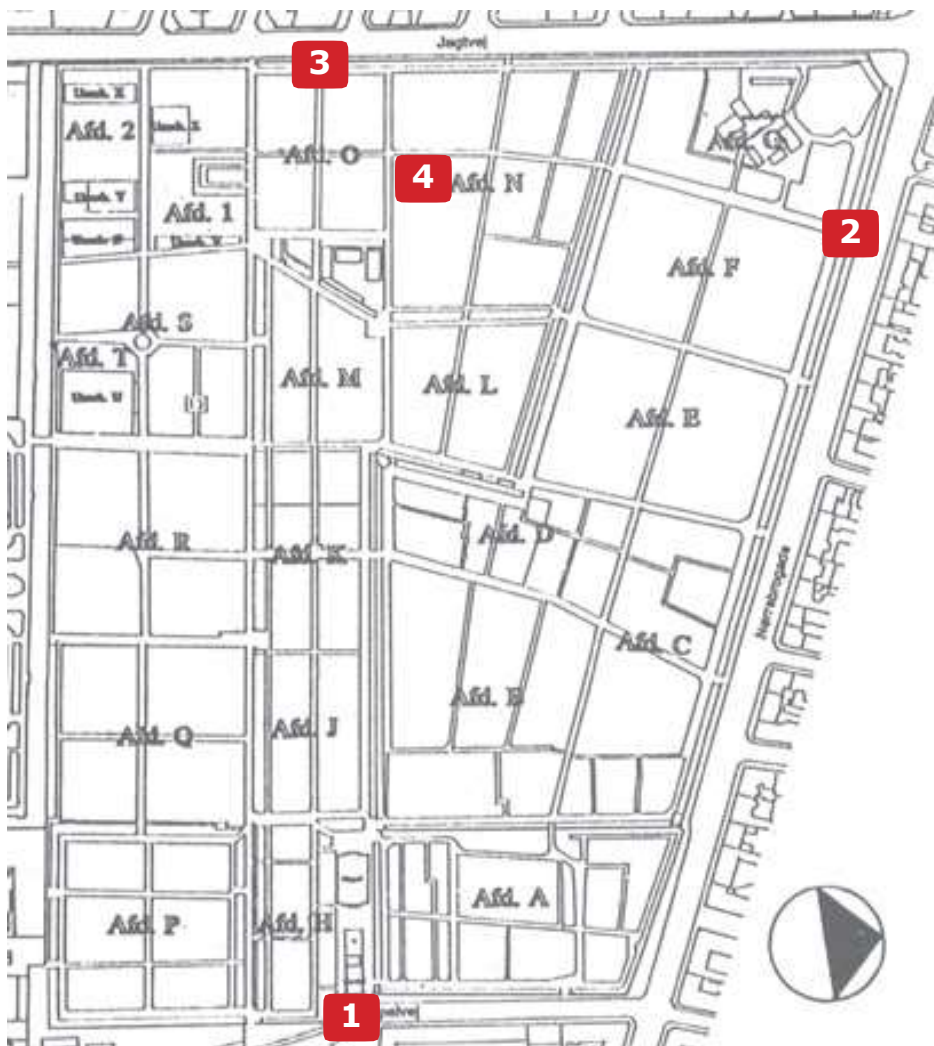 Jagtvej
3
Afd. 2
Afd. O
4
Afd. N
Afd. G
Afd. 1
2
Afd. F
Afd. S
Afd. T
Afd. M
Afd. L
Afd. E
Afd. R
Afd. K
Afd. D
Nørrebrogade
Afd. C
Afd. B
Afd. Q
Afd. J
Afd. A
Afd. P
Afd. H
1